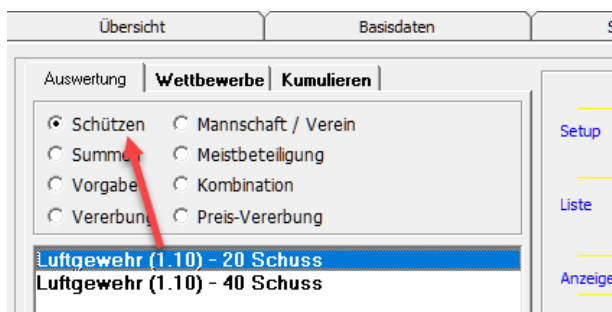 Übersicht Basisdaten
Auswertung Wettbewerbe Kumulieren
Schützen Mannschaft / Verein
Summen Meistbeteiligung
Vorgabe Kombination
Vererbung Preis-Vererbung
Setup
Liste
Anzeige
Luftgewehr (1.10) - 20 Schuss
Luftgewehr (1.10) - 40 Schuss